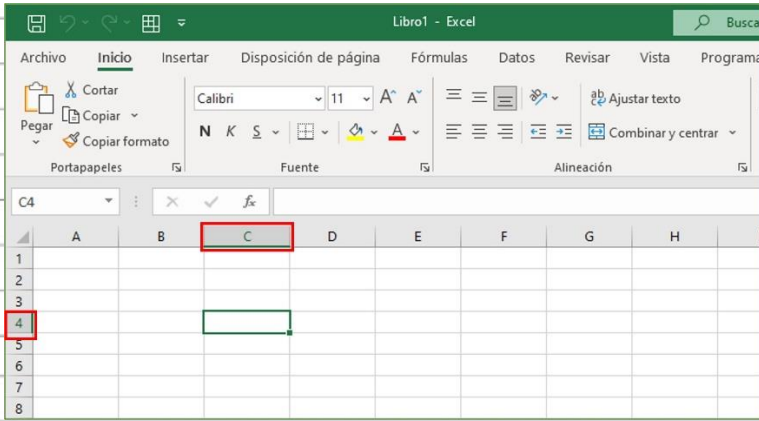 Libro1 - Excel
Busca
Archivo Inicio Insertar Disposición de página Fórmulas Datos Revisar Vista Programa
Pegar
Cortar
Copiar
Copiar formato
Portapapeles
Calibri 11 A A
N K S A
Fuente
ab Ajustar texto
Combinar y centrar
Alineación
C4 fx
A B C D E F G H
1
2
3
4
5
6
7
8